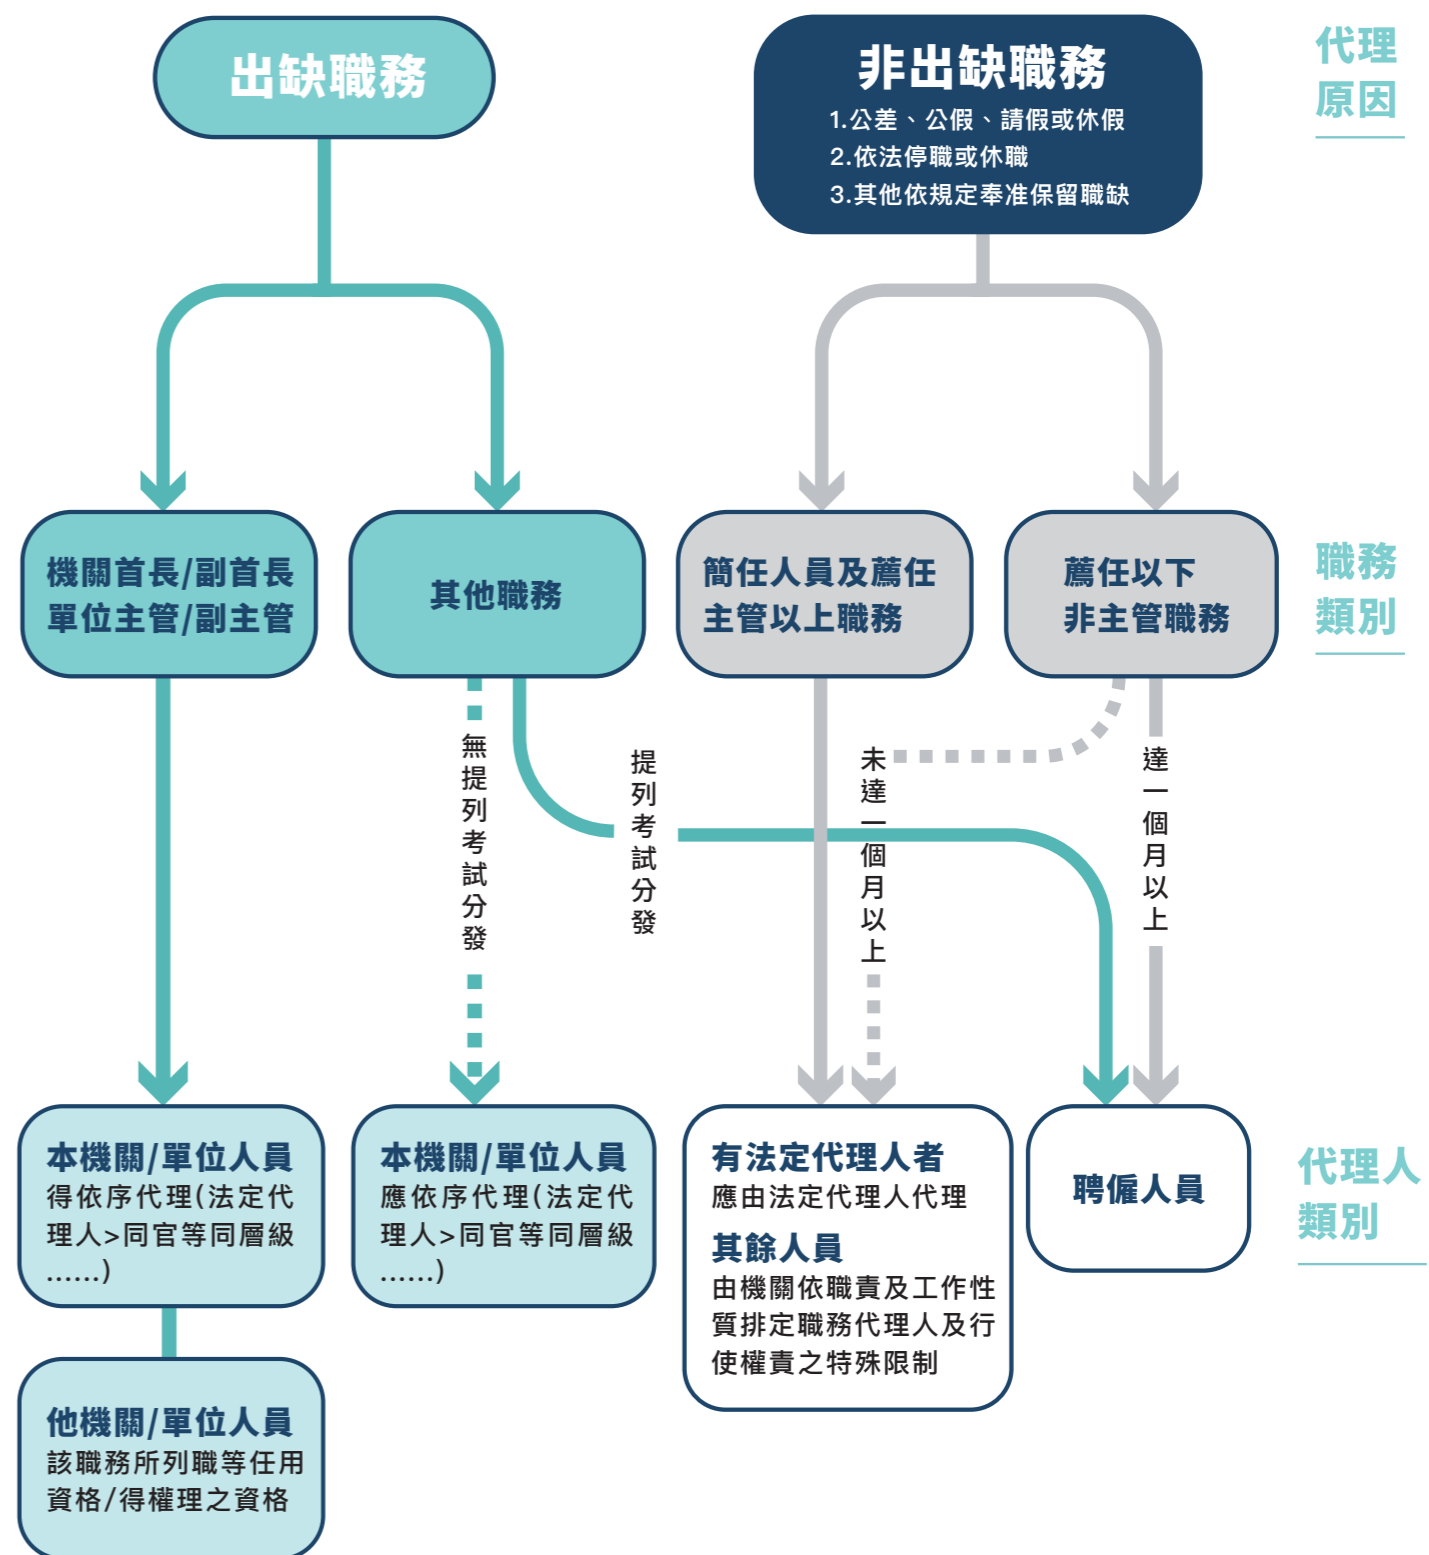 出缺職務
非出缺職務
1.公差、公假、請假或休假
2.依法停職或休職
3.其他依規定奉准保留職缺
代理
原因
機關首長/副首長
單位主管/副主管
其他職務
簡任人員及薦任
主管以上職務
薦任以下
非主管職務
職務
類別
無提列考試分發
提列考試分發
未達一個月以上
達一個月以上
本機關/單位人員
得依序代理(法定代
理人>同官等同層級
......)
本機關/單位人員
應依序代理(法定代
理人>同官等同層級
......)
有法定代理人者
應由法定代理人代理
其餘人員
由機關依職責及工作性
質排定職務代理人及行
使權責之特殊限制
聘僱人員
代理人
類別
他機關/單位人員
該職務所列職等任用
資格/得權理之資格